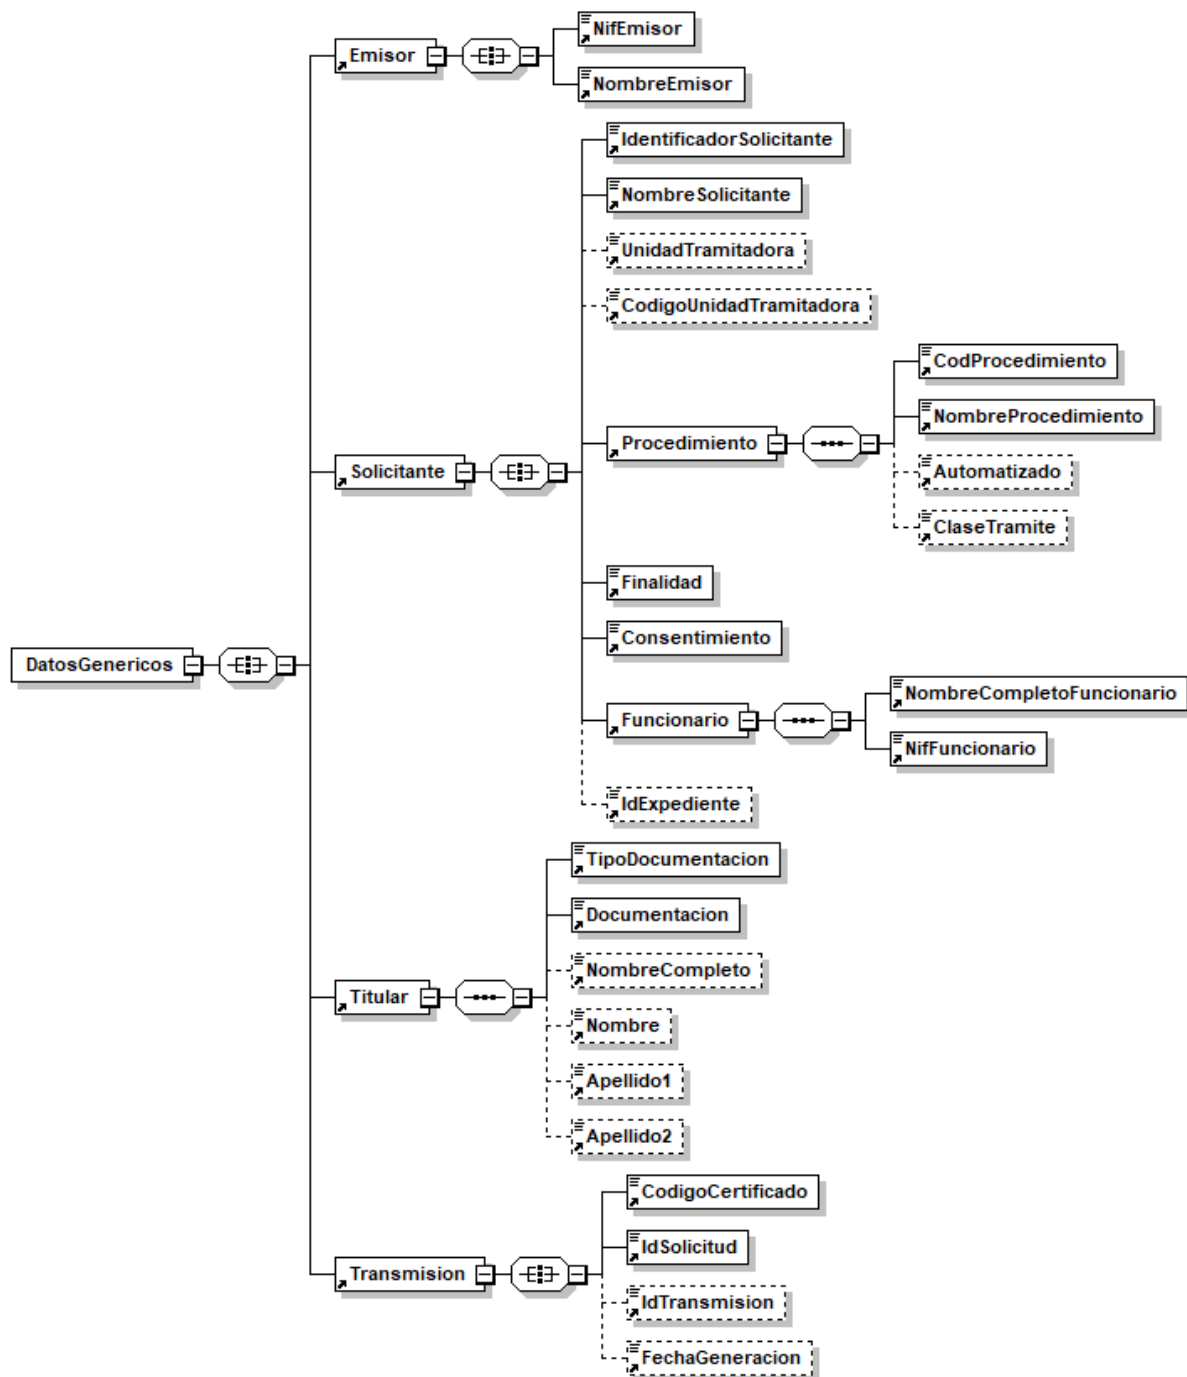 NifEmisor
Emisor
NombreEmisor
IdentificadorSolicitante
NombreSolicitante
UnidadTramitadora
CodigoUnidadTramitadora
CodProcedimiento
NombreProcedimiento
Procedimiento
Solicitante
Automatizado
ClaseTramite
Finalidad
Consentimiento
DatosGenericos
NombreCompletoFuncionario
Funcionario
NifFuncionario
IdExpediente
TipoDocumentacion
Documentacion
NombreCompleto
Titular
Nombre
Apellido1
Apellido2
CodigoCertificado
IdSolicitud
Transmision
IdTransmision
FechaGeneracion